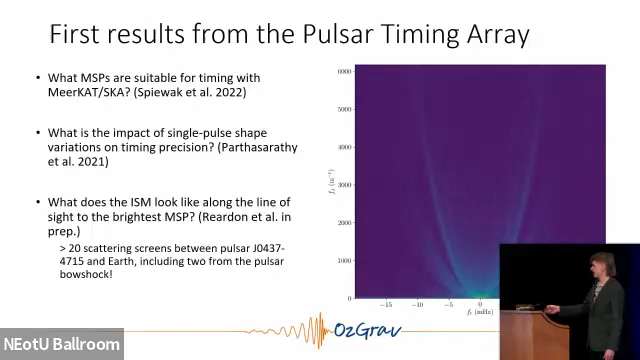 First results from the Pulsar Timing Array
• What MSPs are suitable for timing with
MeerKAT/SKA? (Spiewak et al. 2022)
• What is the impact of single-pulse shape
variations on timing precision? (Parthasarathy
et al. 2021)
• What does the ISM look like along the line of
sight to the brightest MSP? (Reardon et al. in
prep.)
> 20 scattering screens between pulsar J0437-
4715 and Earth, including two from the pulsar
bowshock!
6000
5000
4000
3000
2000
1000
0
fλ (m⁻¹)
−15 −10 −5 0
fₜ (mHz)
OzGrav
NEotU Ballroom